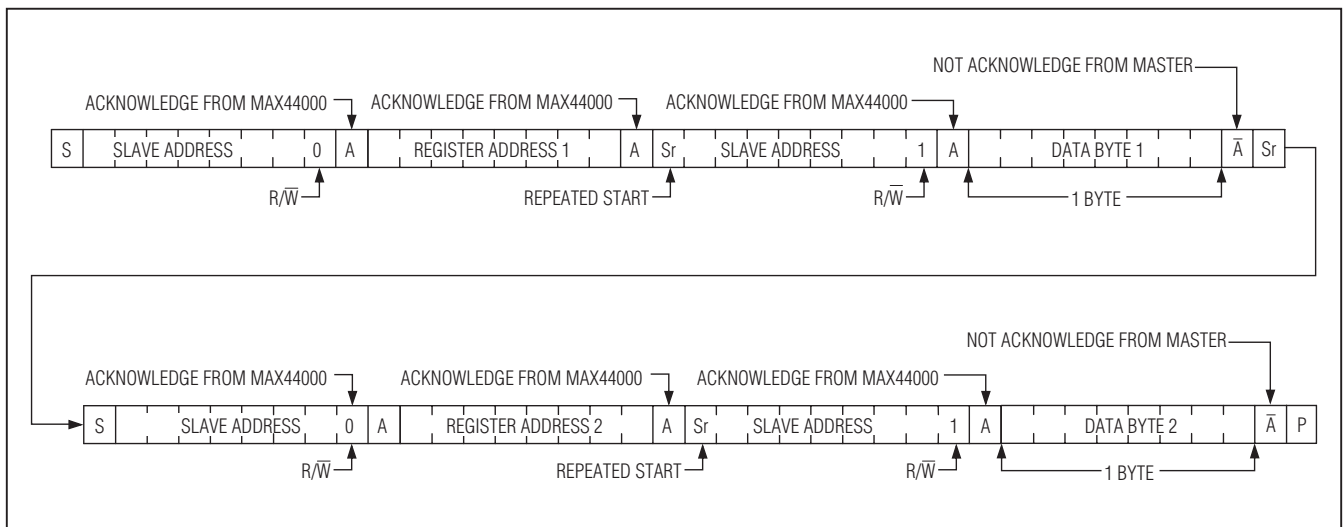 NOT ACKNOWLEDGE FROM MASTER
ACKNOWLEDGE FROM MAX44000 ACKNOWLEDGE FROM MAX44000 ACKNOWLEDGE FROM MAX44000
S SLAVE ADDRESS 0 A REGISTER ADDRESS 1 A Sr SLAVE ADDRESS 1 A DATA BYTE 1 A̅ Sr
R/W̅ REPEATED START R/W̅ 1 BYTE
NOT ACKNOWLEDGE FROM MASTER
ACKNOWLEDGE FROM MAX44000 ACKNOWLEDGE FROM MAX44000 ACKNOWLEDGE FROM MAX44000
S SLAVE ADDRESS 0 A REGISTER ADDRESS 2 A Sr SLAVE ADDRESS 1 A DATA BYTE 2 A̅ P
R/W̅ REPEATED START R/W̅ 1 BYTE